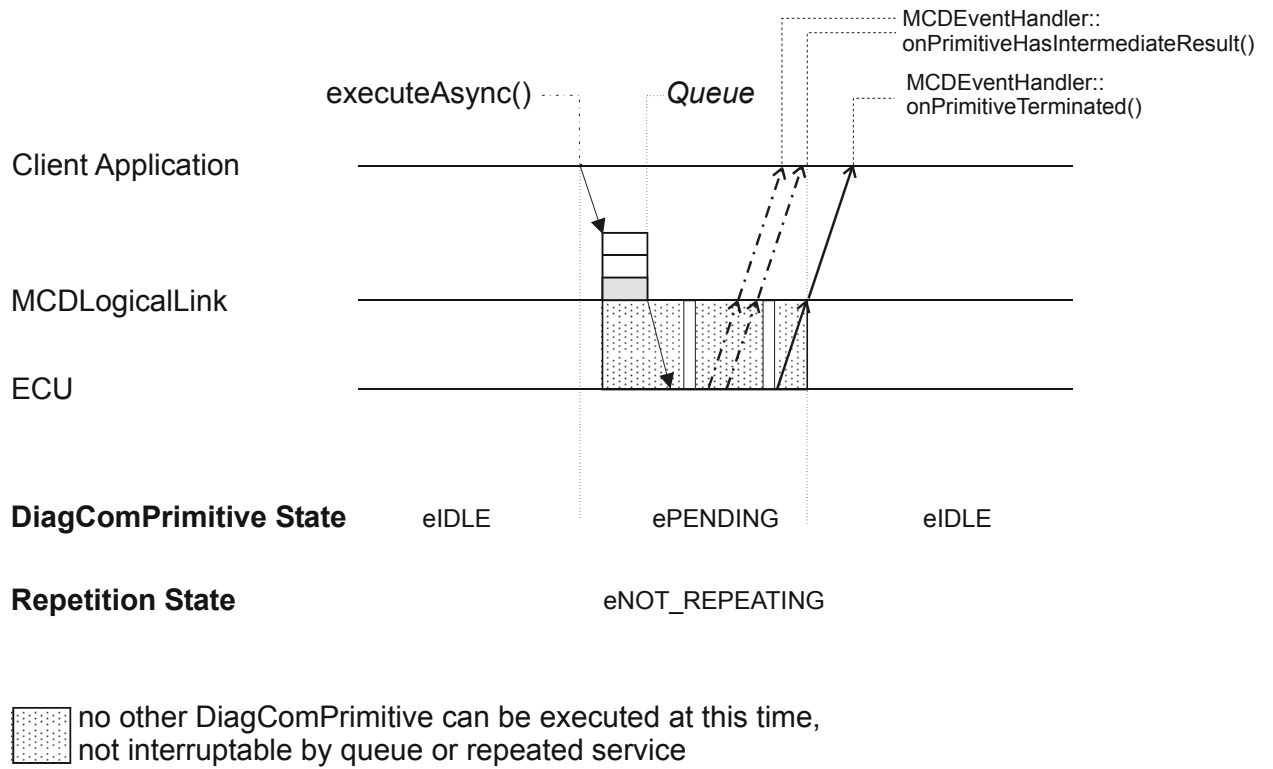 MCDEventHandler::
onPrimitiveHasIntermediateResult()
MCDEventHandler::
onPrimitiveTerminated()
executeAsync()
Queue
Client Application
MCDLogicalLink
ECU
DiagComPrimitive State
eIDLE
ePENDING
eIDLE
Repetition State
eNOT_REPEATING
no other DiagComPrimitive can be executed at this time,
not interruptable by queue or repeated service